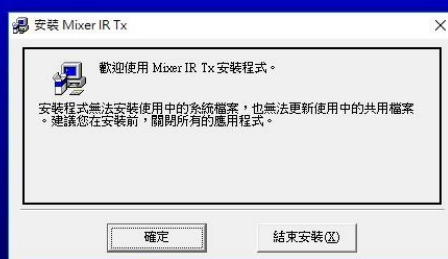 安裝 Mixer IR Tx
歡迎使用 Mixer IR Tx 安裝程式。
安裝程式無法安裝使用中的系統檔案，也無法更新使用中的共用檔案
。建議您在安裝前，關閉所有的應用程式。
確定
結束安裝(X)